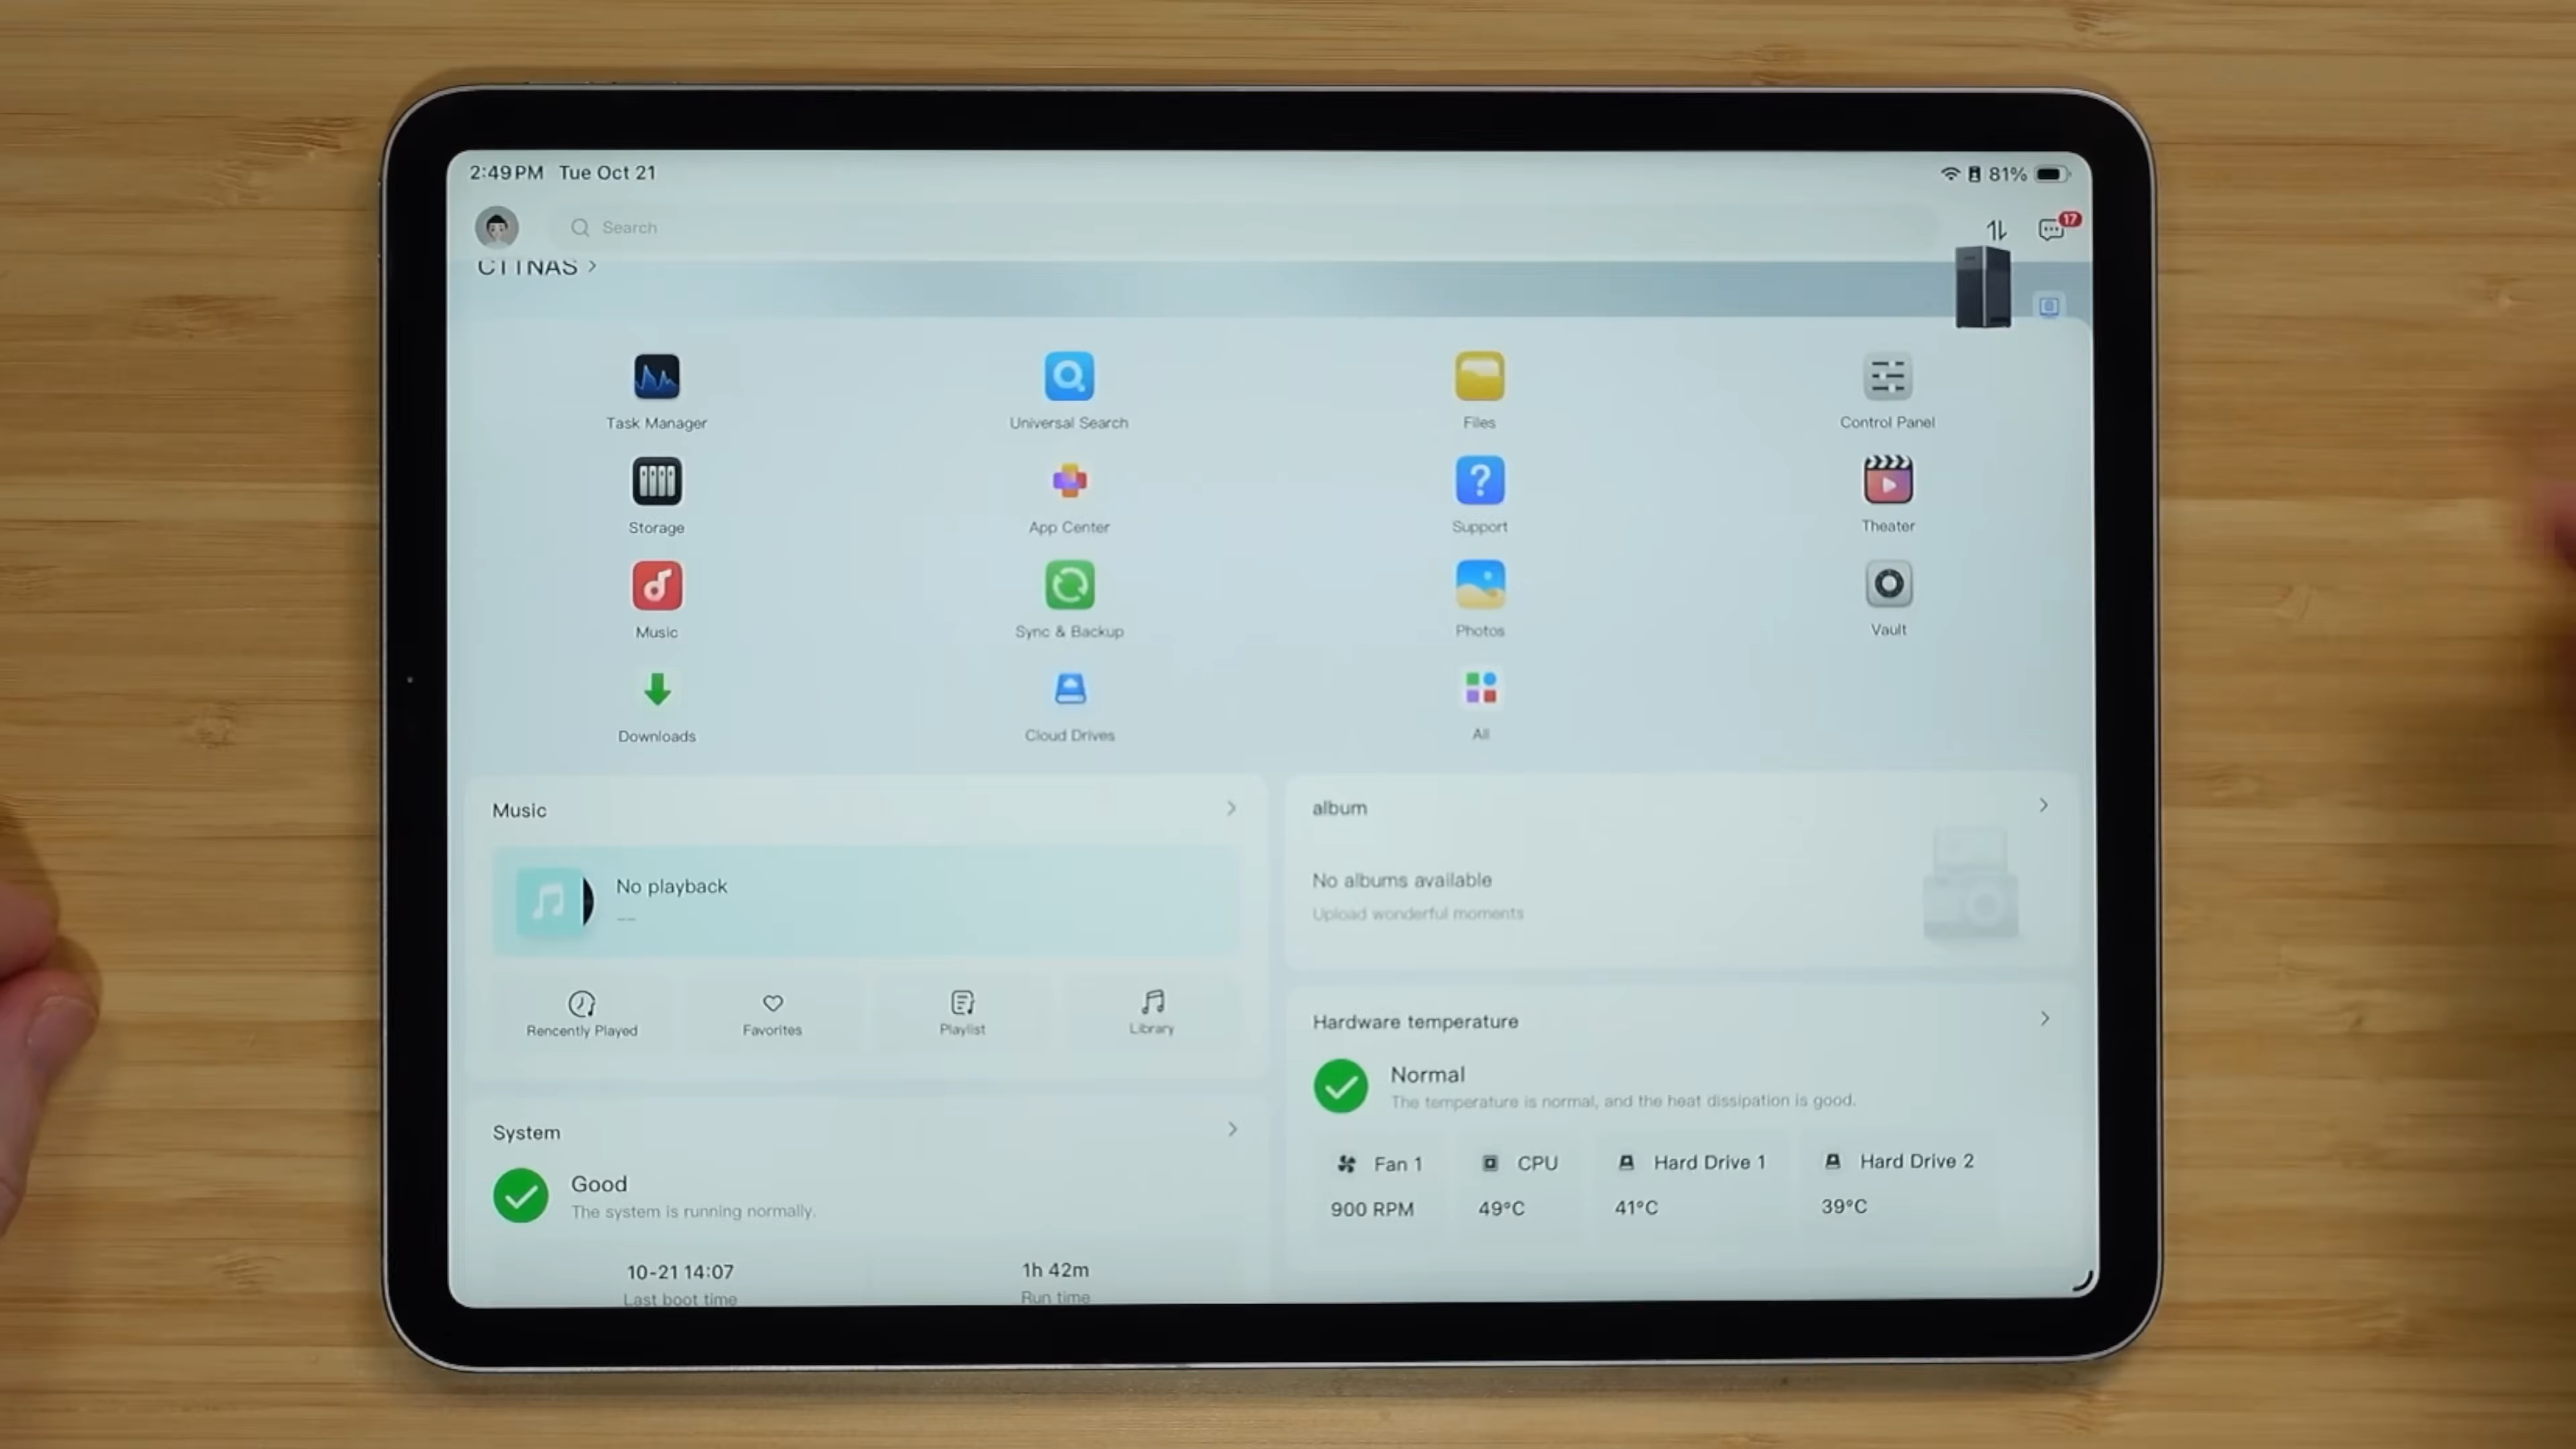 2:49 PM Tue Oct 21
81%
Search
17
CTTNAS >
Task Manager
Universal Search
Files
Control Panel
Storage
App Center
Support
Theater
Music
Sync & Backup
Photos
Vault
Downloads
Cloud Drives
All
Music
No playback
--
Rencently Played
Favorites
Playlist
Library
album
No albums available
Upload wonderful moments
Hardware temperature
Normal
The temperature is normal, and the heat dissipation is good.
Fan 1
CPU
Hard Drive 1
Hard Drive 2
900 RPM
49°C
41°C
39°C
System
Good
The system is running normally.
10-21 14:07
1h 42m
Last boot time
Run time